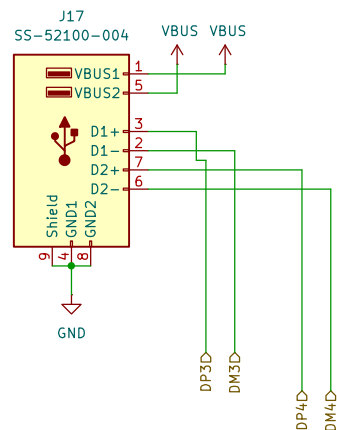 J17
SS-52100-004
VBUS
VBUS
VBUS1
1
VBUS2
5
D1+
3
D1-
2
D2+
7
D2-
6
Shield
GND1
GND2
9
4
8
GND
DP3
DM3
DP4
DM4